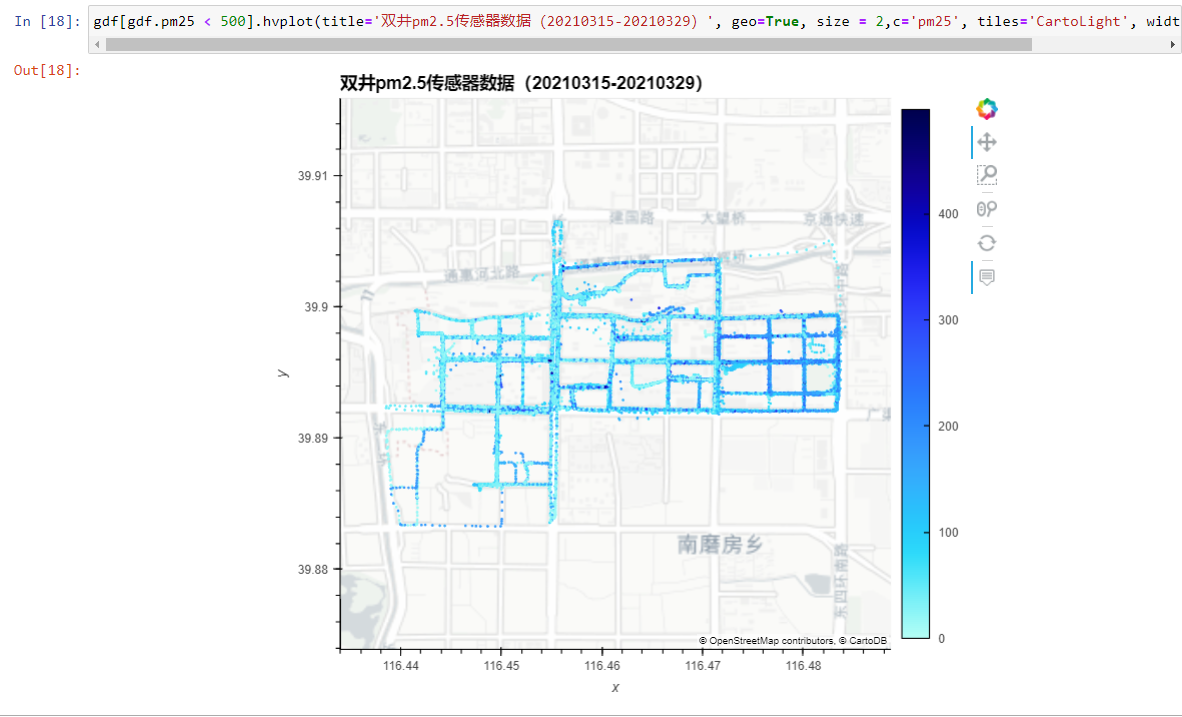 In [18]: gdf[gdf.pm25 < 500].hvplot(title='双井pm2.5传感器数据（20210315-20210329）', geo=True, size = 2,c='pm25', tiles='CartoLight', widt
Out[18]:
双井pm2.5传感器数据（20210315-20210329）
39.91
39.9
39.89
39.88
y
建国路
大望桥
京通快速
通惠河北路
南磨房乡
东四环南路
© OpenStreetMap contributors, © CartoDB
400
300
200
100
0
116.44
116.45
116.46
116.47
116.48
x